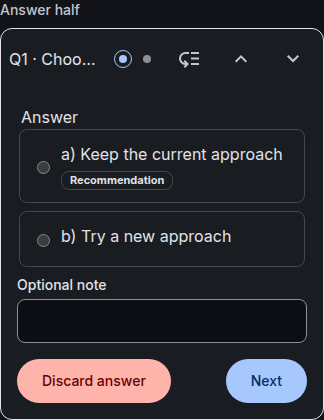 Answer half
Q1 · Choo...
Answer
a) Keep the current approach
Recommendation
b) Try a new approach
Optional note
Discard answer
Next